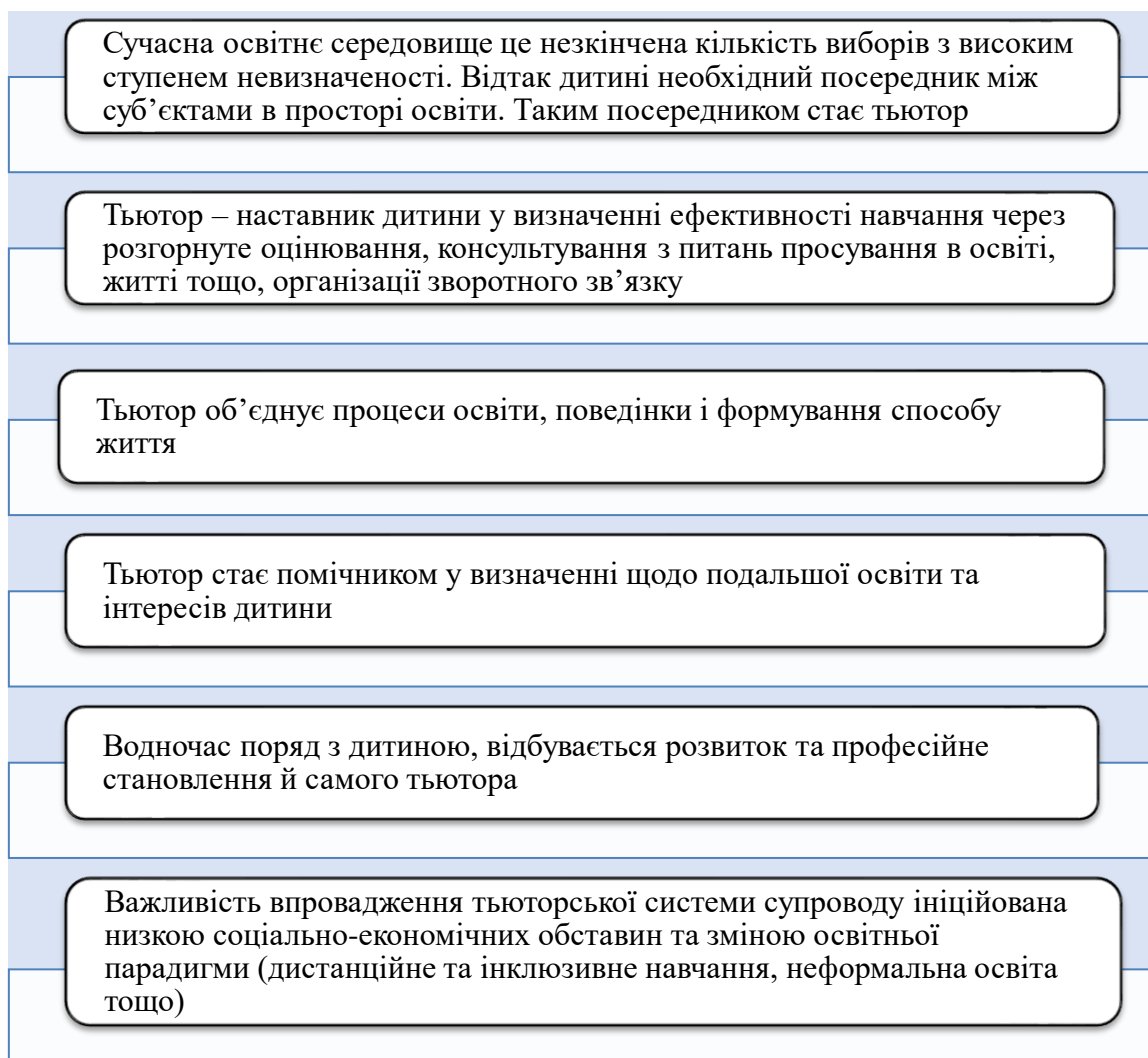 Сучасна освітнє середовище це незкінчена кількість виборів з високим
ступенем невизначеності. Відтак дитині необхідний посередник між
суб’єктами в просторі освіти. Таким посередником стає тьютор
Тьютор – наставник дитини у визначенні ефективності навчання через
розгорнуте оцінювання, консультування з питань просування в освіті,
житті тощо, організації зворотного зв’язку
Тьютор об’єднує процеси освіти, поведінки і формування способу
життя
Тьютор стає помічником у визначенні щодо подальшої освіти та
інтересів дитини
Водночас поряд з дитиною, відбувається розвиток та професійне
становлення й самого тьютора
Важливість впровадження тьюторської системи супроводу ініційована
низкою соціально-економічних обставин та зміною освітньої
парадигми (дистанційне та інклюзивне навчання, неформальна освіта
тощо)